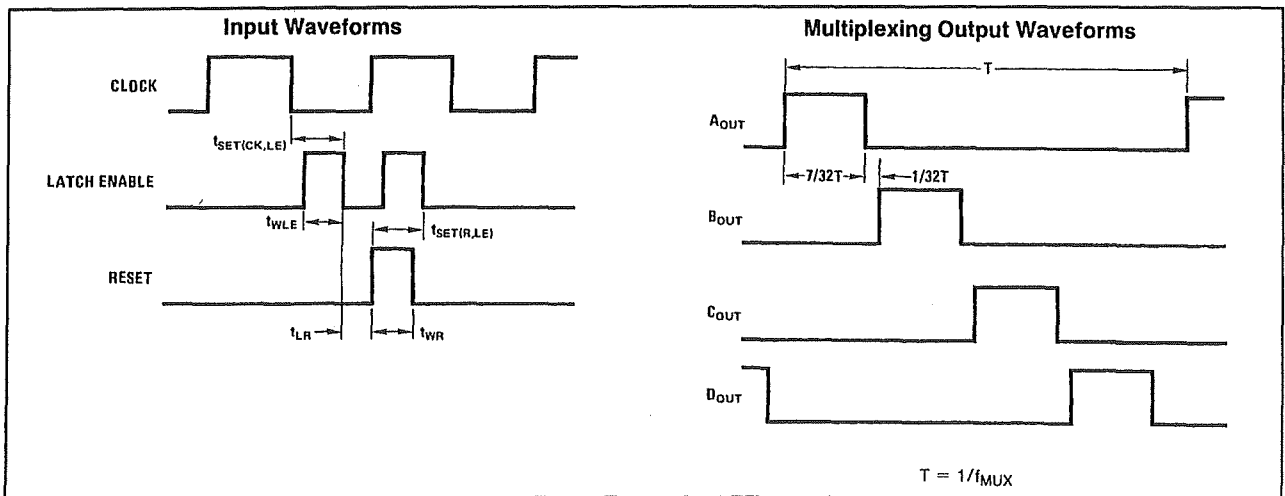 Input Waveforms
CLOCK
tSET(CK,LE)
LATCH ENABLE
tWLE
tSET(R,LE)
RESET
tLR
tWR
Multiplexing Output Waveforms
T
AOUT
7/32T
1/32T
BOUT
COUT
DOUT
T = 1/fMUX